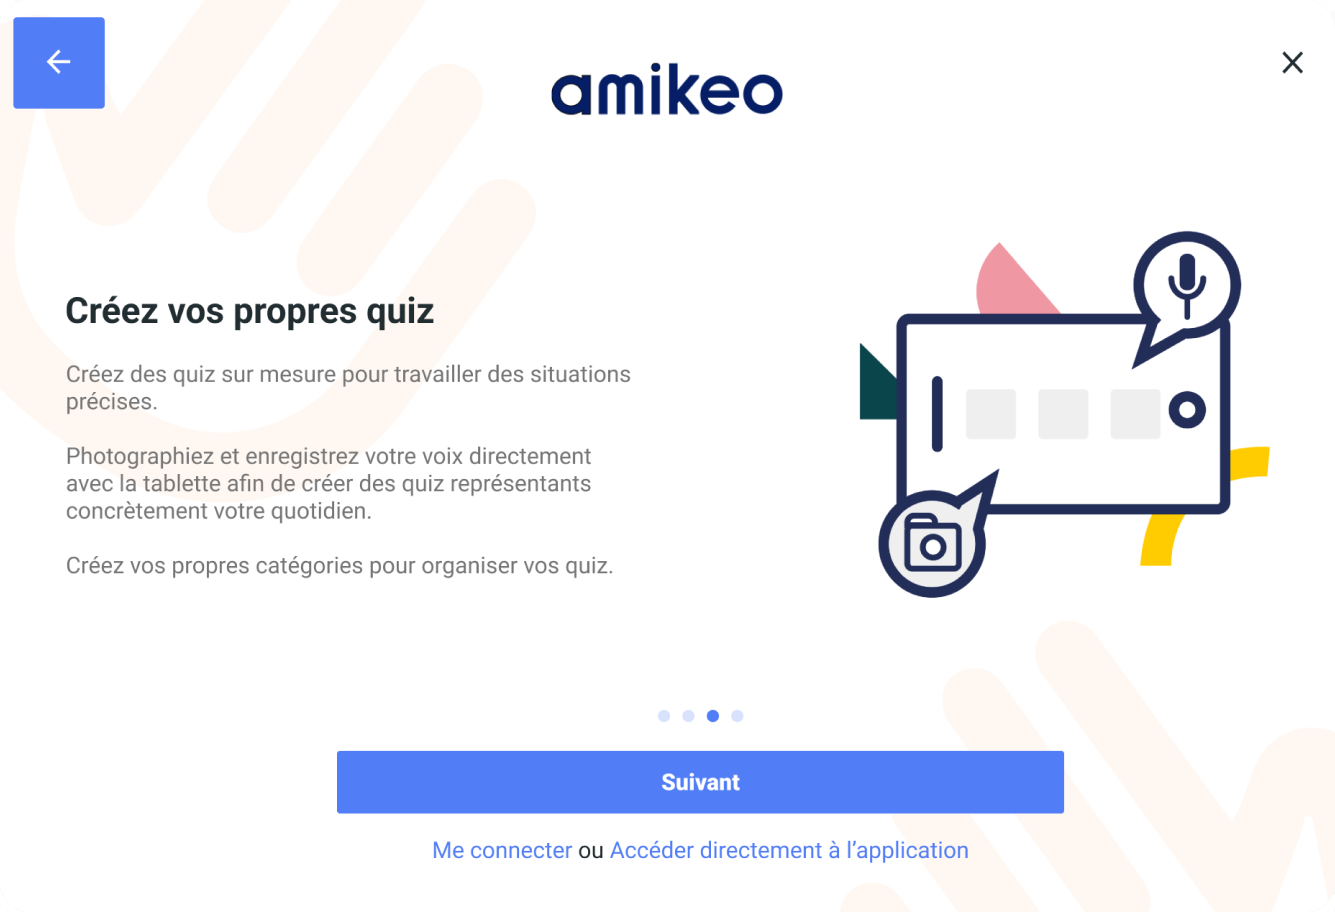 amikeo
Créez vos propres quiz
Créez des quiz sur mesure pour travailler des situations
précises.
Photographiez et enregistrez votre voix directement
avec la tablette afin de créer des quiz représentants
concrètement votre quotidien.
Créez vos propres catégories pour organiser vos quiz.
Suivant
Me connecter ou Accéder directement à l’application